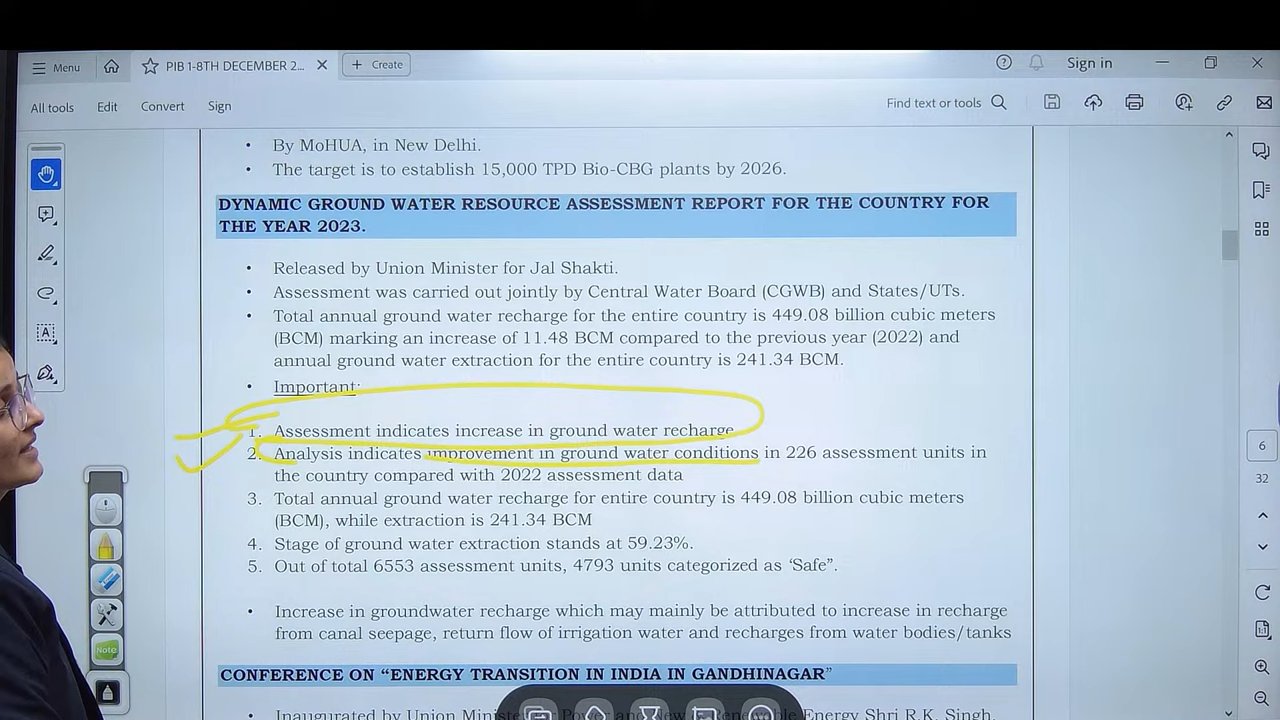 Menu
PIB 1-8TH DECEMBER 2...
Create
Sign in
All tools Edit Convert Sign
Find text or tools
• By MoHUA, in New Delhi.
• The target is to establish 15,000 TPD Bio-CBG plants by 2026.
DYNAMIC GROUND WATER RESOURCE ASSESSMENT REPORT FOR THE COUNTRY FOR
THE YEAR 2023.
• Released by Union Minister for Jal Shakti.
• Assessment was carried out jointly by Central Water Board (CGWB) and States/UTs.
• Total annual ground water recharge for the entire country is 449.08 billion cubic meters
(BCM) marking an increase of 11.48 BCM compared to the previous year (2022) and
annual ground water extraction for the entire country is 241.34 BCM.
• Important:
1. Assessment indicates increase in ground water recharge
2. Analysis indicates improvement in ground water conditions in 226 assessment units in
the country compared with 2022 assessment data
3. Total annual ground water recharge for entire country is 449.08 billion cubic meters
(BCM), while extraction is 241.34 BCM
4. Stage of ground water extraction stands at 59.23%.
5. Out of total 6553 assessment units, 4793 units categorized as ‘Safe”.
• Increase in groundwater recharge which may mainly be attributed to increase in recharge
from canal seepage, return flow of irrigation water and recharges from water bodies/tanks
CONFERENCE ON “ENERGY TRANSITION IN INDIA IN GANDHINAGAR”
• Inaugurated by Union Minister Power and Renewable Energy Shri R.K. Singh.
6
32
Note